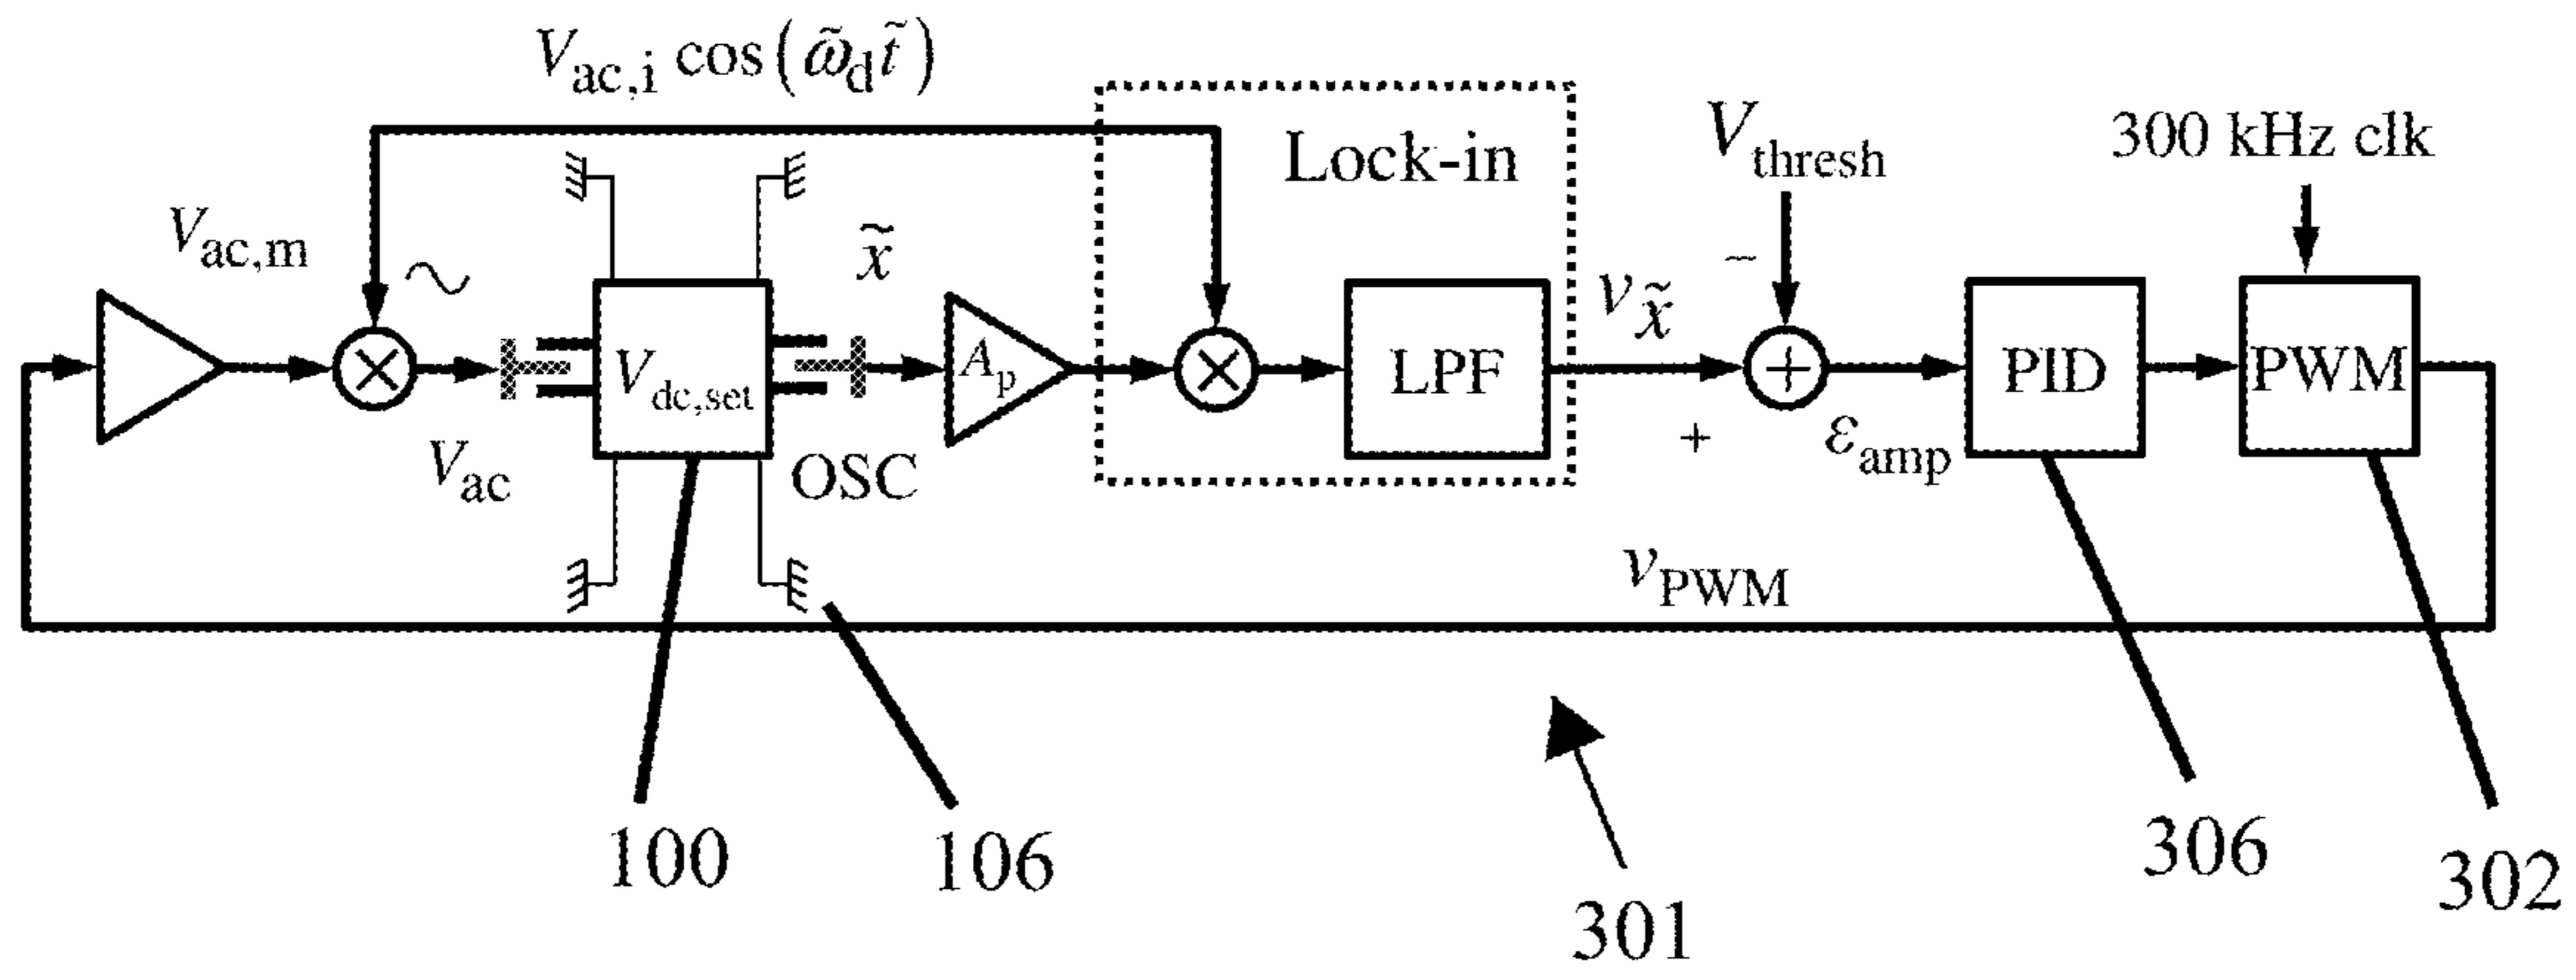 V_ac,i cos(ω̃_d t̃)
Lock-in
V_thresh
300 kHz clk
V_ac,m
∼
x̃
−
v_x̃
A_p
V_dc,set
LPF
+
PID
PWM
V_ac
OSC
+
ε_amp
v_PWM
100
106
301
306
302